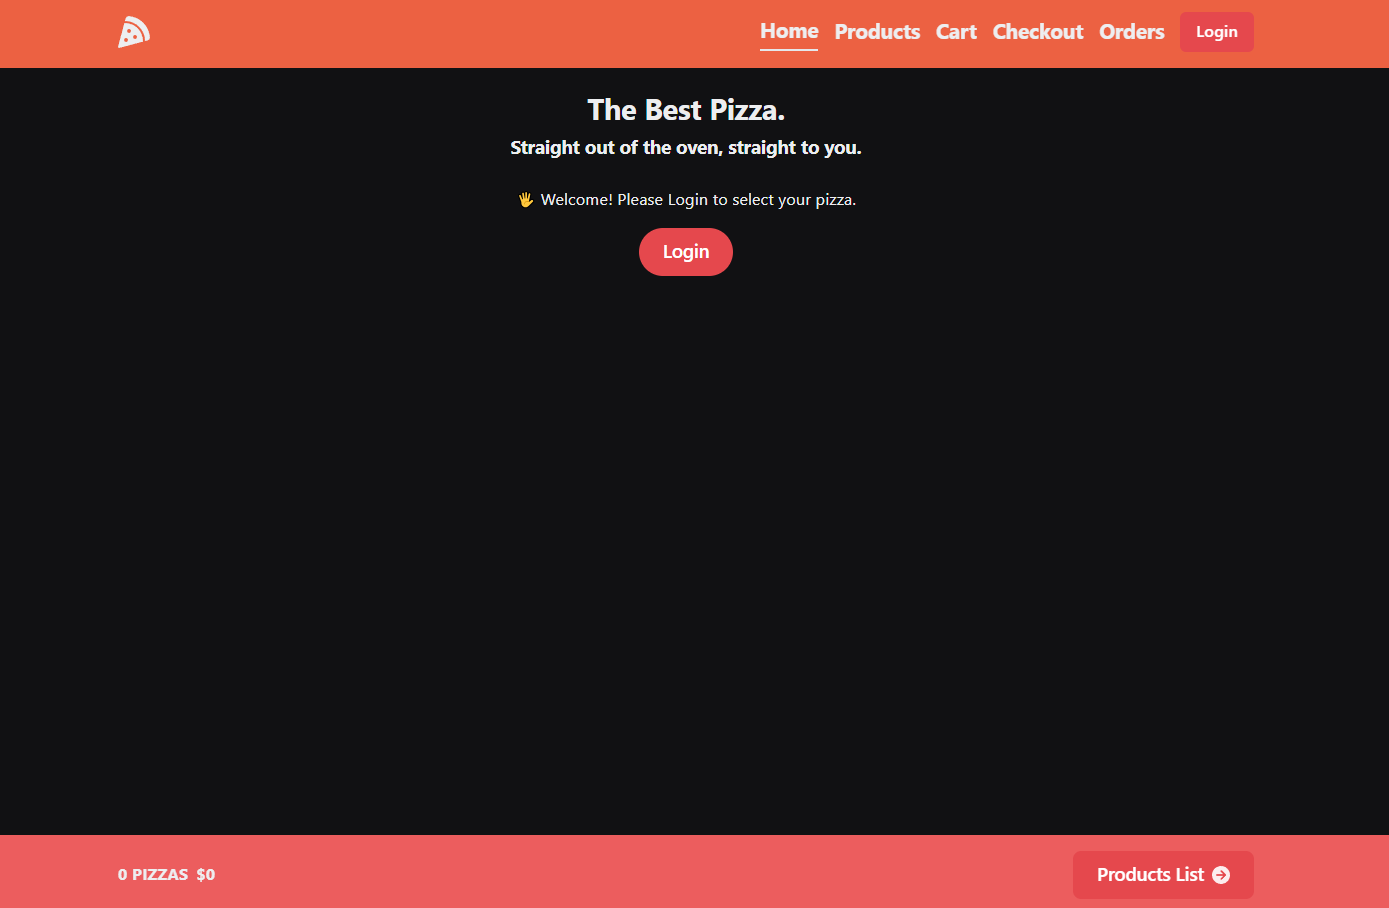 Home Products Cart Checkout Orders Login
The Best Pizza.
Straight out of the oven, straight to you.
🖐 Welcome! Please Login to select your pizza.
Login
0 PIZZAS $0
Products List